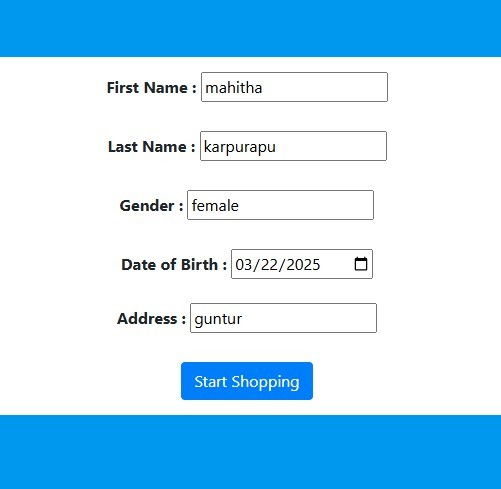 First Name : mahitha
Last Name : karpurapu
Gender : female
Date of Birth : 03/22/2025
Address : guntur
Start Shopping